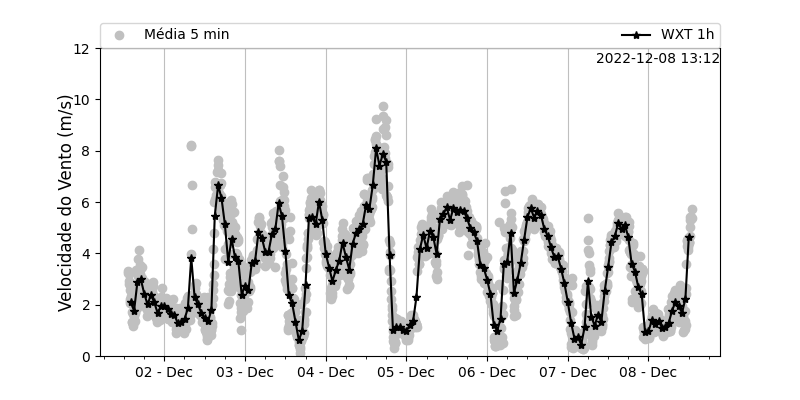 Média 5 min
WXT 1h
2022-12-08 13:12
Velocidade do Vento (m/s)
12
10
8
6
4
2
0
02 - Dec
03 - Dec
04 - Dec
05 - Dec
06 - Dec
07 - Dec
08 - Dec